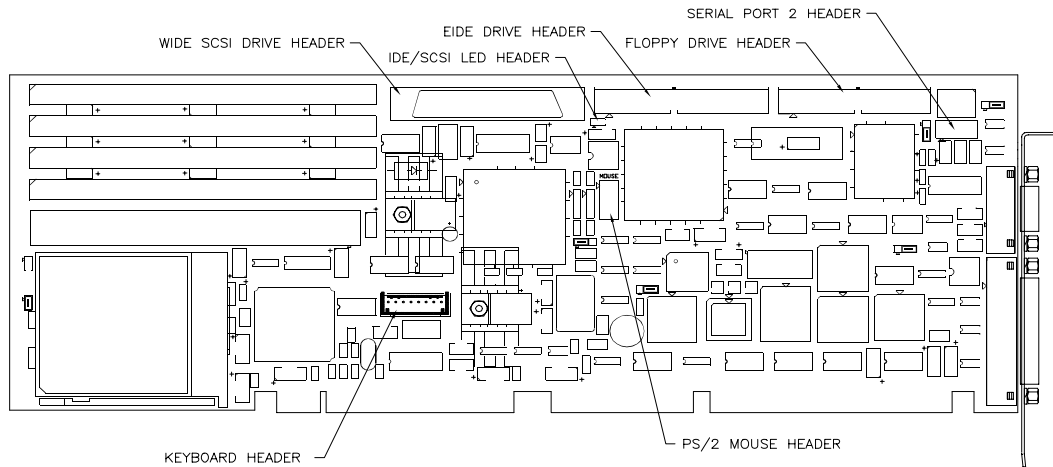 SERIAL PORT 2 HEADER
EIDE DRIVE HEADER
WIDE SCSI DRIVE HEADER
FLOPPY DRIVE HEADER
IDE/SCSI LED HEADER
MOUSE
PS/2 MOUSE HEADER
KEYBOARD HEADER